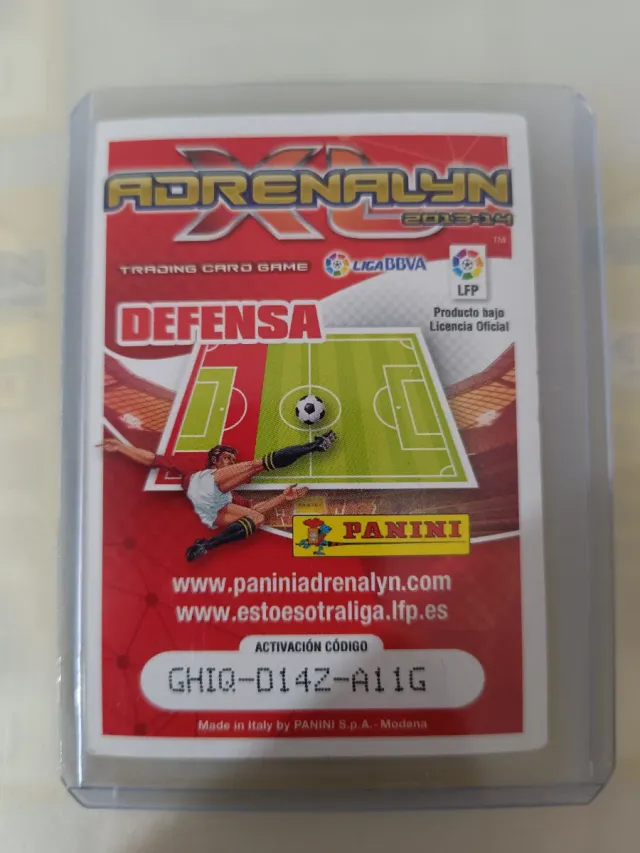 ADRENALYN XL
2013-14
TM
TRADING CARD GAME
LIGA BBVA
LFP
Producto bajo
Licencia Oficial
DEFENSA
PANINI
www.paniniadrenalyn.com
www.estoesotraliga.lfp.es
ACTIVACIÓN CÓDIGO
GHIQ-D14Z-A11G
Made in Italy by PANINI S.p.A.- Modena